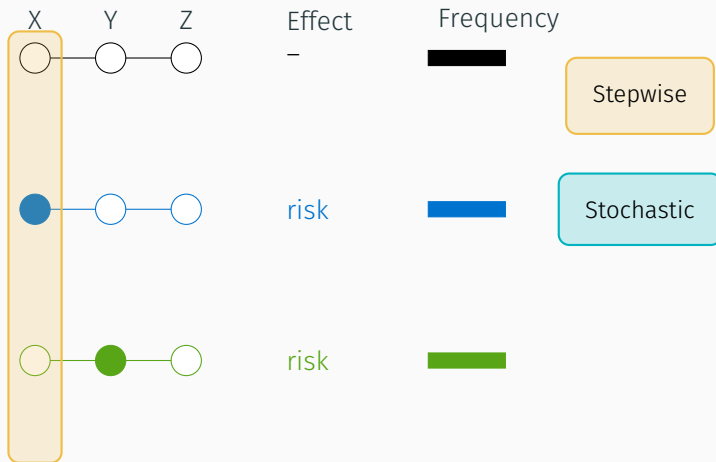 X Y Z Effect Frequency
–
Stepwise
risk
Stochastic
risk